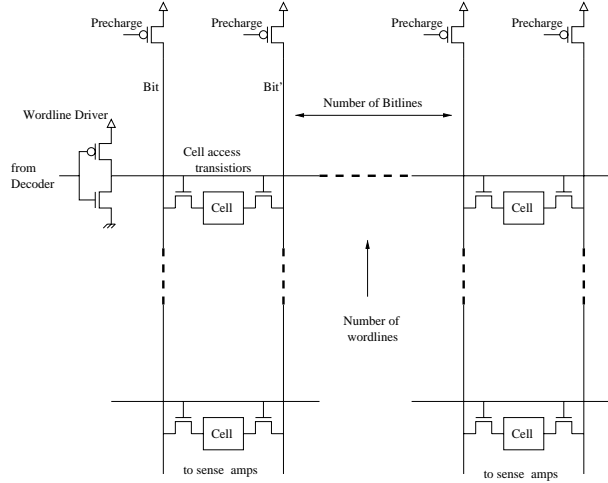 Precharge
Precharge
Precharge
Precharge
Bit
Bit'
Number of Bitlines
Wordline Driver
Cell access
transistiors
from
Decoder
Cell
Cell
Number of
wordlines
Cell
Cell
to sense amps
to sense amps